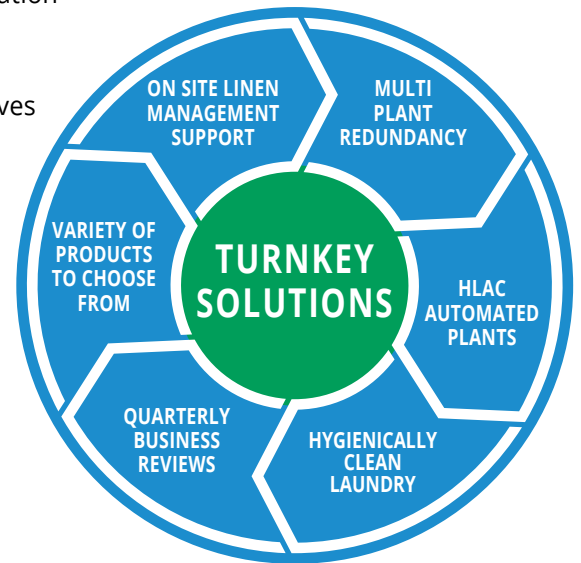 ON SITE LINEN
MANAGEMENT
SUPPORT
MULTI
PLANT
REDUNDANCY
HLAC
AUTOMATED
PLANTS
HYGIENICALLY
CLEAN
LAUNDRY
QUARTERLY
BUSINESS
REVIEWS
VARIETY OF
PRODUCTS
TO CHOOSE
FROM
TURNKEY
SOLUTIONS